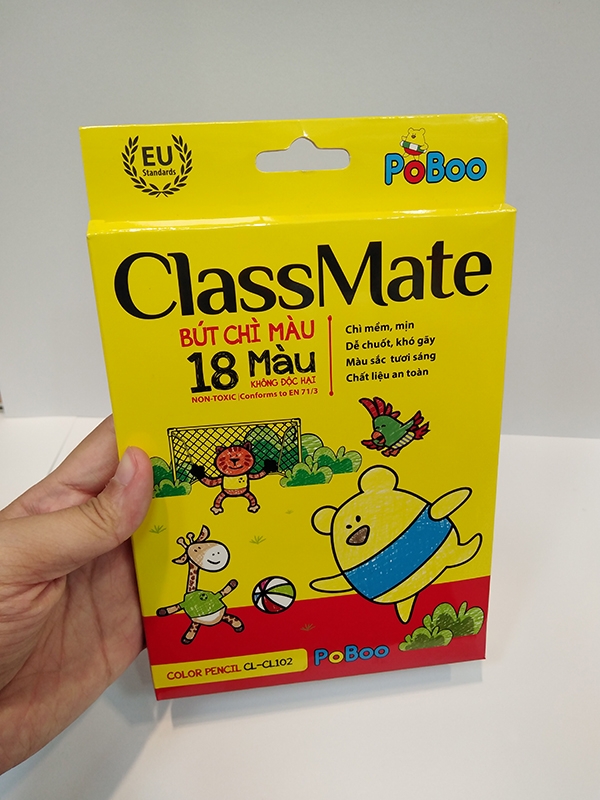 EU
Standards
PoBoo
ClassMate
BÚT CHÌ MÀU
18 Màu
KHÔNG ĐỘC HẠI
NON-TOXIC |Conforms to EN 71/3
Chì mềm, mịn
Dễ chuốt, khó gãy
Màu sắc tươi sáng
Chất liệu an toàn
COLOR PENCIL CL-CL102
PoBoo